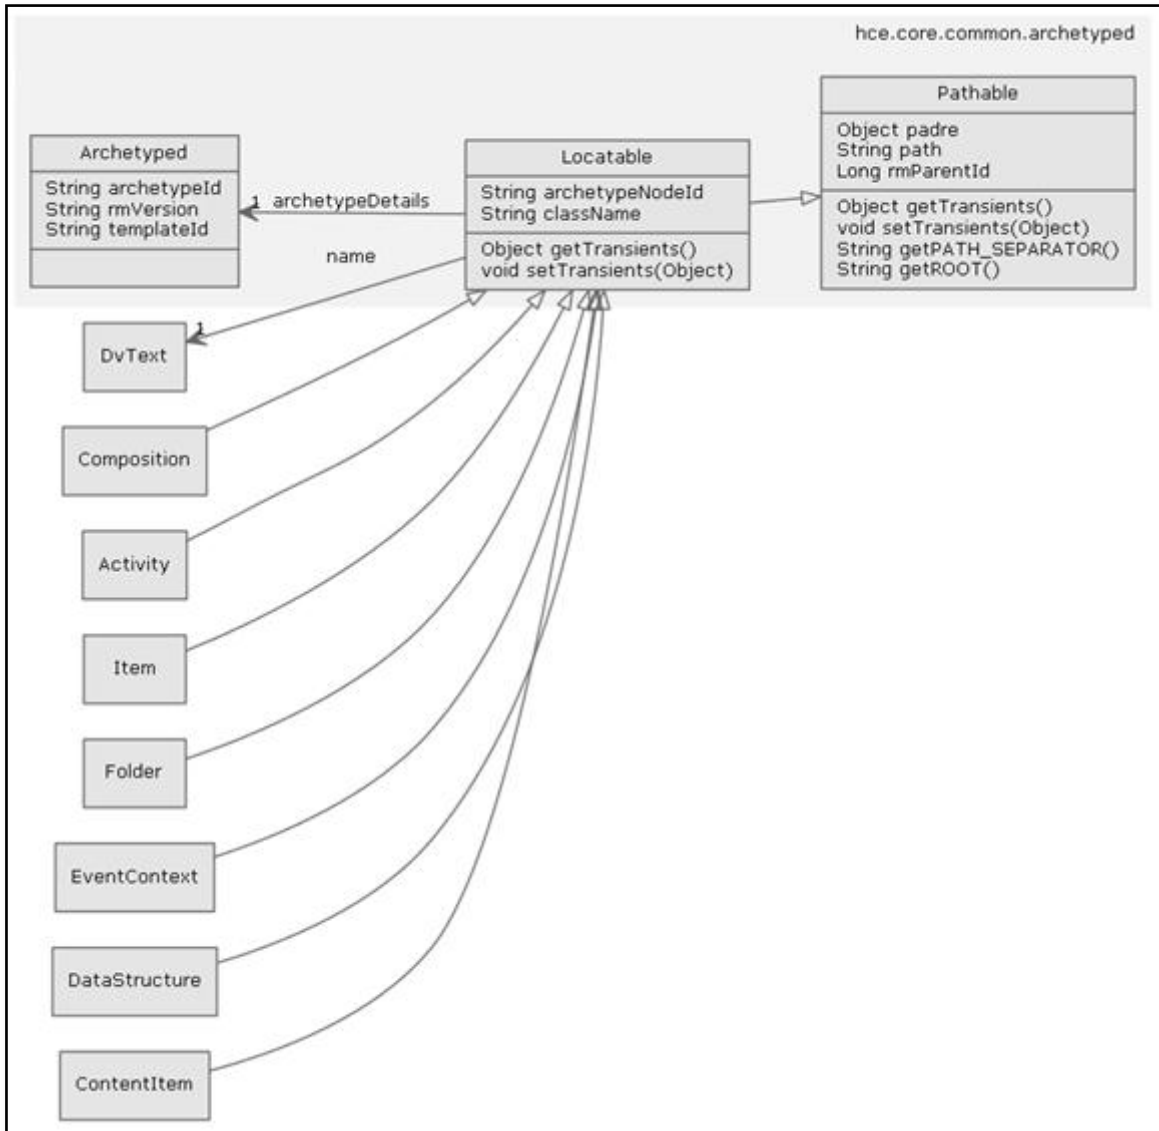 hce.core.common.archetyped
Pathable
Object padre
String path
Long rmParentId
Object getTransients()
void setTransients(Object)
String getPATH_SEPARATOR()
String getROOT()
Archetyped
String archetypeId
String rmVersion
String templateId
1 archetypeDetails
Locatable
String archetypeNodeId
String className
Object getTransients()
void setTransients(Object)
name
1
DvText
Composition
Activity
Item
Folder
EventContext
DataStructure
ContentItem